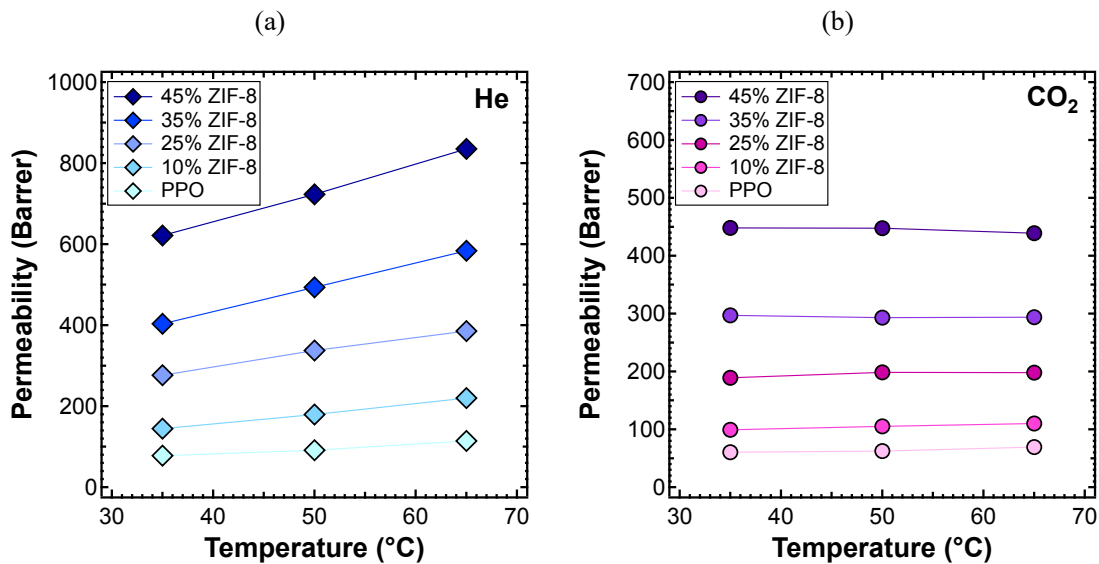 (a)
(b)
1000
800
600
400
200
0
Permeability (Barrer)
45% ZIF-8
35% ZIF-8
25% ZIF-8
10% ZIF-8
PPO
He
30 40 50 60 70
Temperature (°C)
700
600
500
400
300
200
100
0
Permeability (Barrer)
45% ZIF-8
35% ZIF-8
25% ZIF-8
10% ZIF-8
PPO
CO₂
30 40 50 60 70
Temperature (°C)